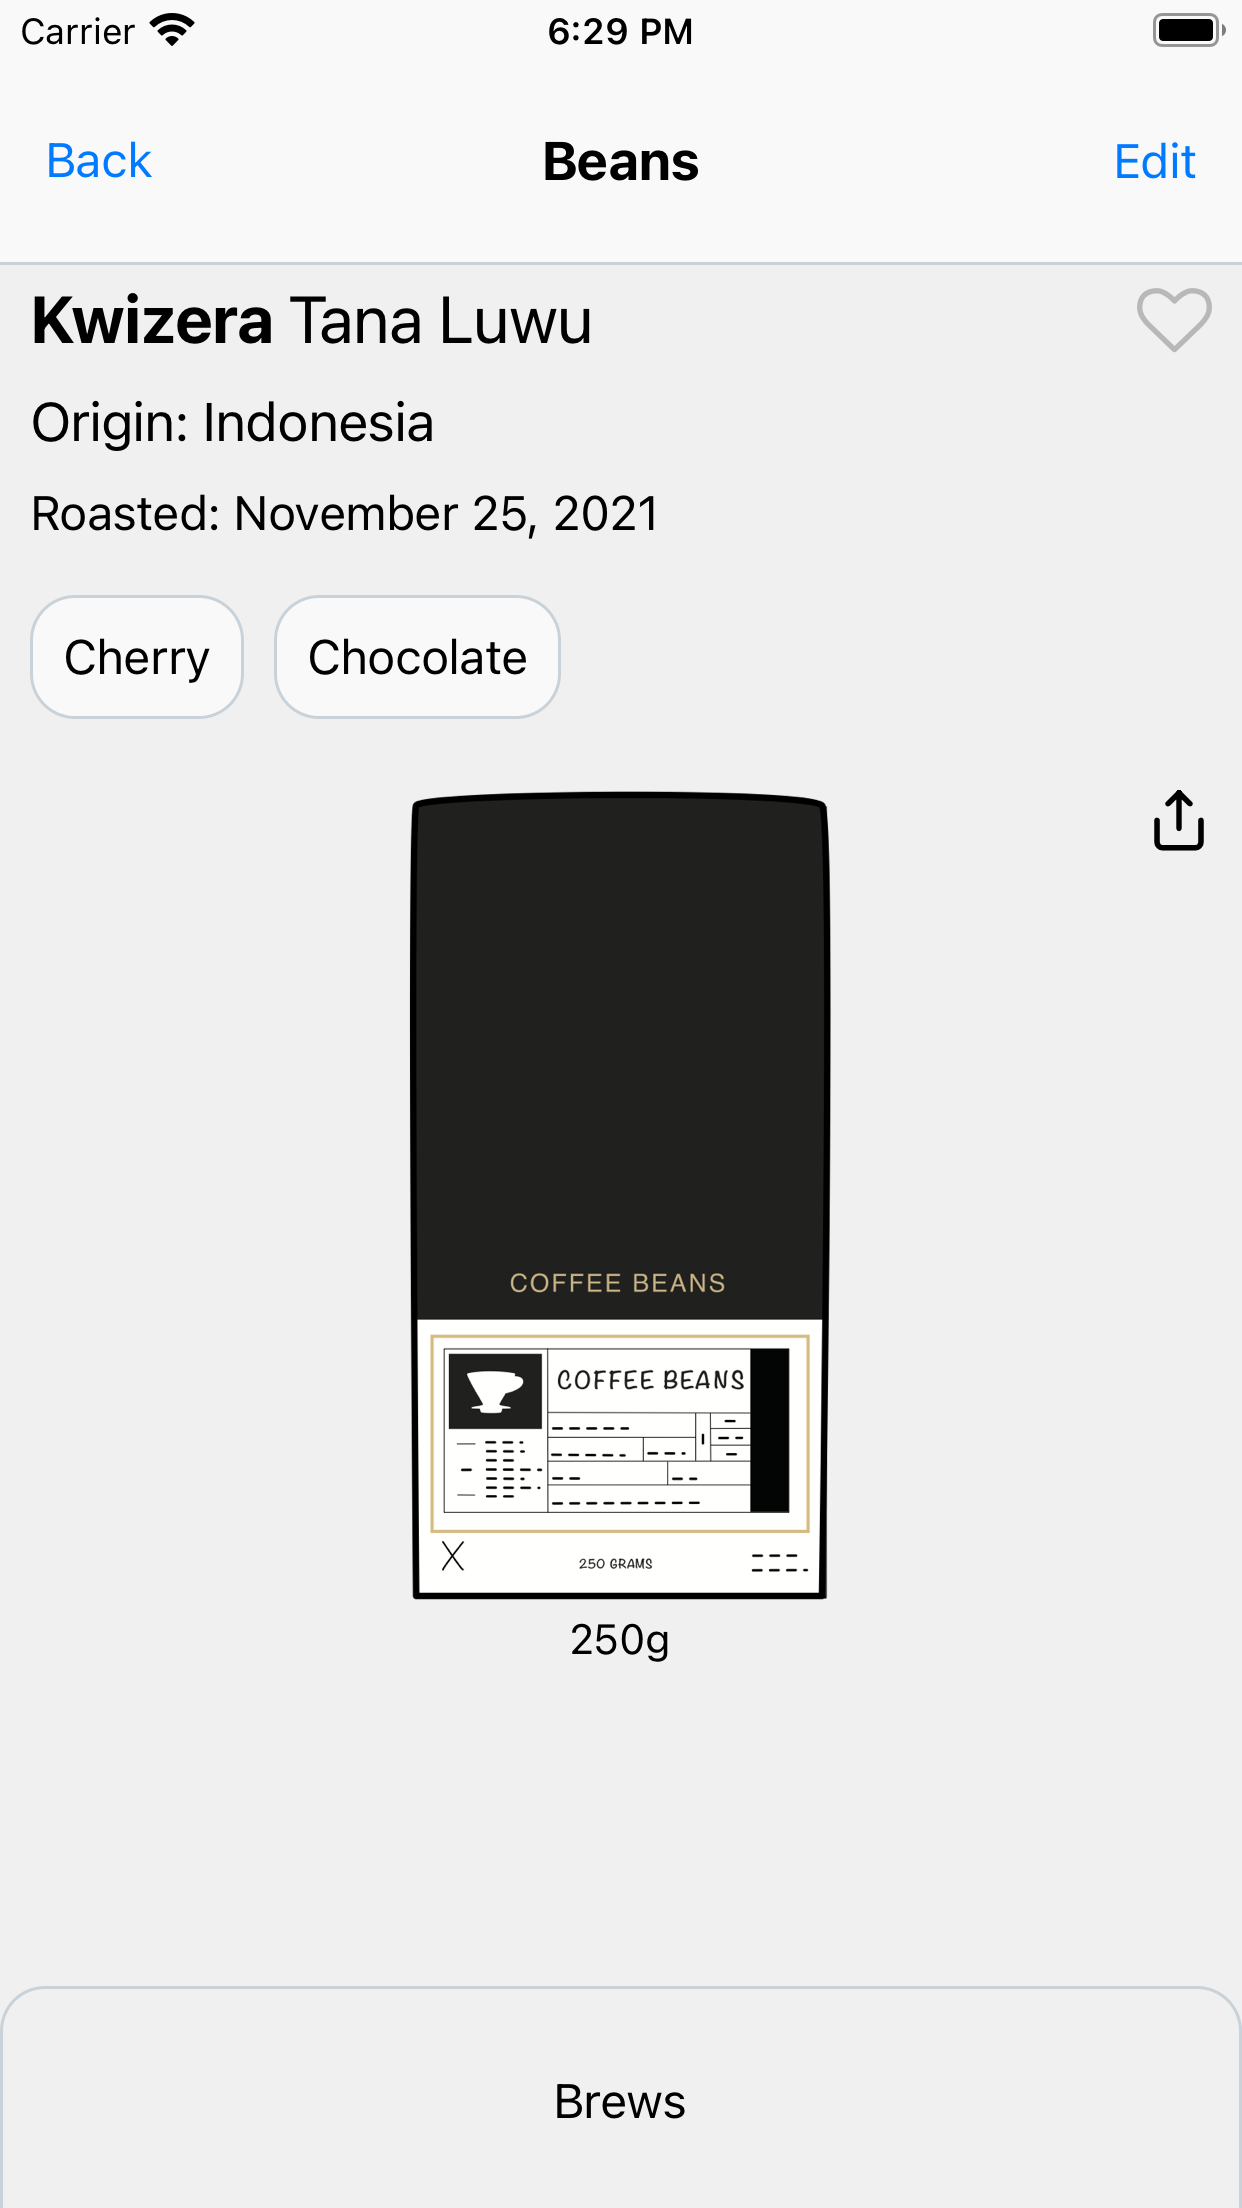 Carrier 6:29 PM
Back Beans Edit
Kwizera Tana Luwu
Origin: Indonesia
Roasted: November 25, 2021
Cherry Chocolate
COFFEE BEANS
COFFEE BEANS
X 250 GRAMS
250g
Brews